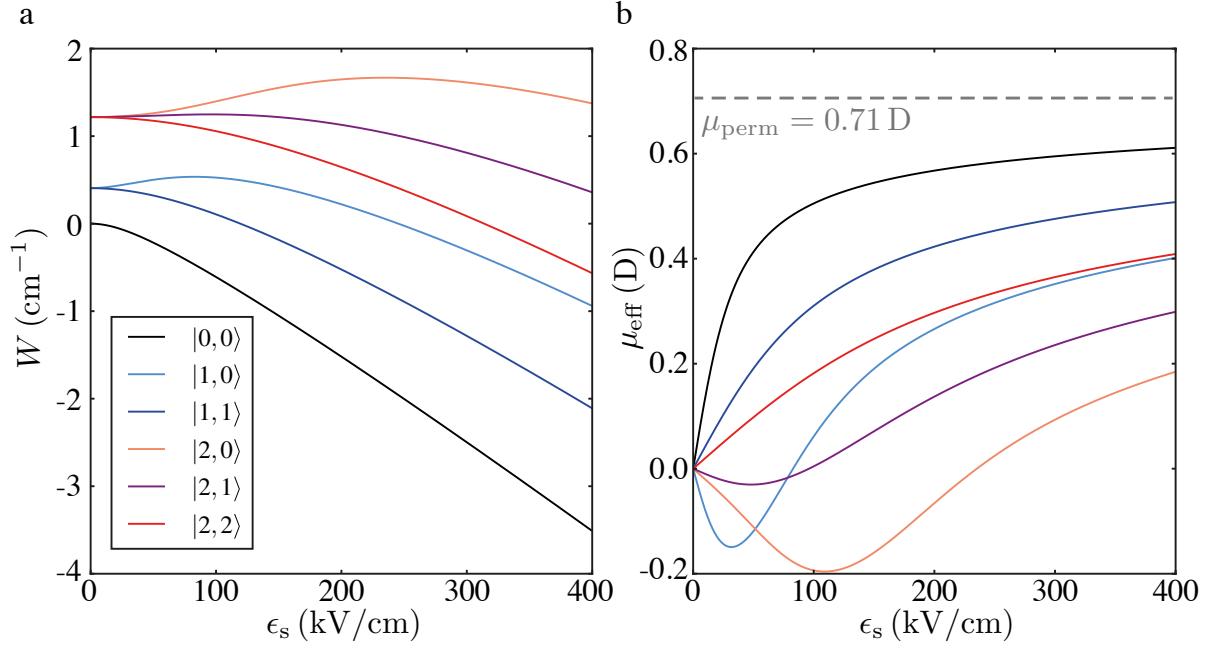 a
2
1
0
-1
-2
-3
-4
W (cm⁻¹)
|0,0⟩
|1,0⟩
|1,1⟩
|2,0⟩
|2,1⟩
|2,2⟩
0 100 200 300 400
ϵₛ (kV/cm)
b
0.8
0.6
0.4
0.2
0.0
-0.2
μ_eff (D)
μ_perm = 0.71 D
0 100 200 300 400
ϵₛ (kV/cm)